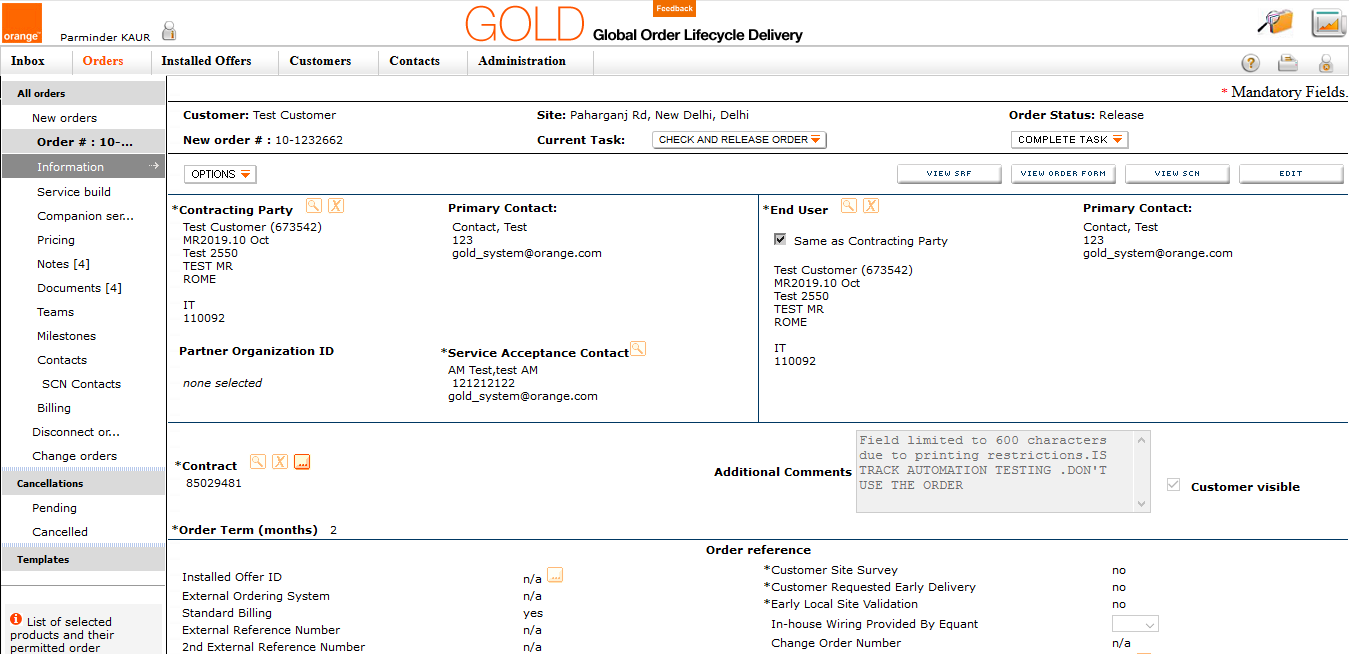 Feedback
orange™
Parminder KAUR
GOLD Global Order Lifecycle Delivery
Inbox Orders Installed Offers Customers Contacts Administration
* Mandatory Fields.
All orders
New orders
Order # : 10-...
Information
Service build
Companion ser...
Pricing
Notes [4]
Documents [4]
Teams
Milestones
Contacts
SCN Contacts
Billing
Disconnect or...
Change orders
Cancellations
Pending
Cancelled
Templates
List of selected
products and their
permitted order
Customer: Test Customer Site: Paharganj Rd, New Delhi, Delhi Order Status: Release
New order # : 10-1232662 Current Task: CHECK AND RELEASE ORDER COMPLETE TASK
OPTIONS VIEW SRF VIEW ORDER FORM VIEW SCN EDIT
*Contracting Party
Test Customer (673542)
MR2019.10 Oct
Test 2550
TEST MR
ROME
IT
110092
Primary Contact:
Contact, Test
123
gold_system@orange.com
Partner Organization ID
none selected
*Service Acceptance Contact
AM Test,test AM
121212122
gold_system@orange.com
*End User
Same as Contracting Party
Test Customer (673542)
MR2019.10 Oct
Test 2550
TEST MR
ROME
IT
110092
Primary Contact:
Contact, Test
123
gold_system@orange.com
*Contract
85029481
Additional Comments
Field limited to 600 characters
due to printing restrictions.IS
TRACK AUTOMATION TESTING .DON'T
USE THE ORDER
Customer visible
*Order Term (months) 2
Order reference
Installed Offer ID n/a
External Ordering System n/a
Standard Billing yes
External Reference Number n/a
2nd External Reference Number n/a
*Customer Site Survey no
*Customer Requested Early Delivery no
*Early Local Site Validation no
In-house Wiring Provided By Equant
Change Order Number n/a